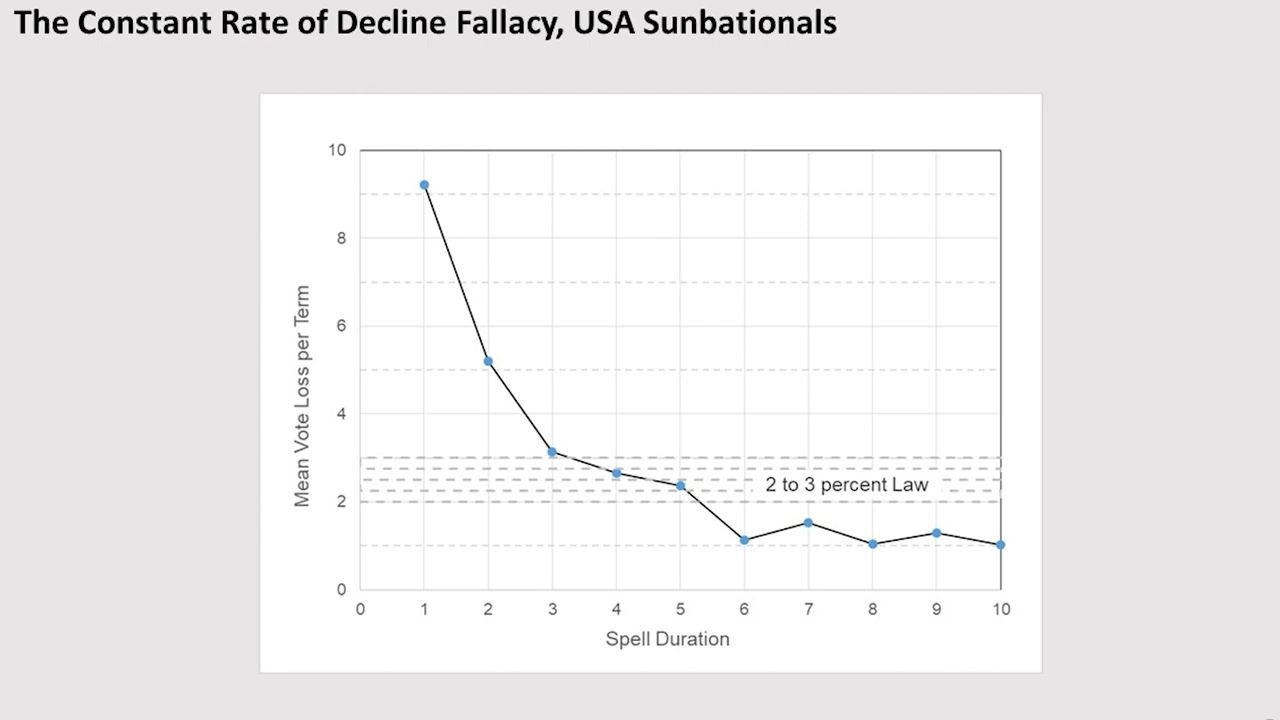 The Constant Rate of Decline Fallacy, USA Sunbationals
10
8
6
4
2
0
Mean Vote Loss per Term
2 to 3 percent Law
0 1 2 3 4 5 6 7 8 9 10
Spell Duration